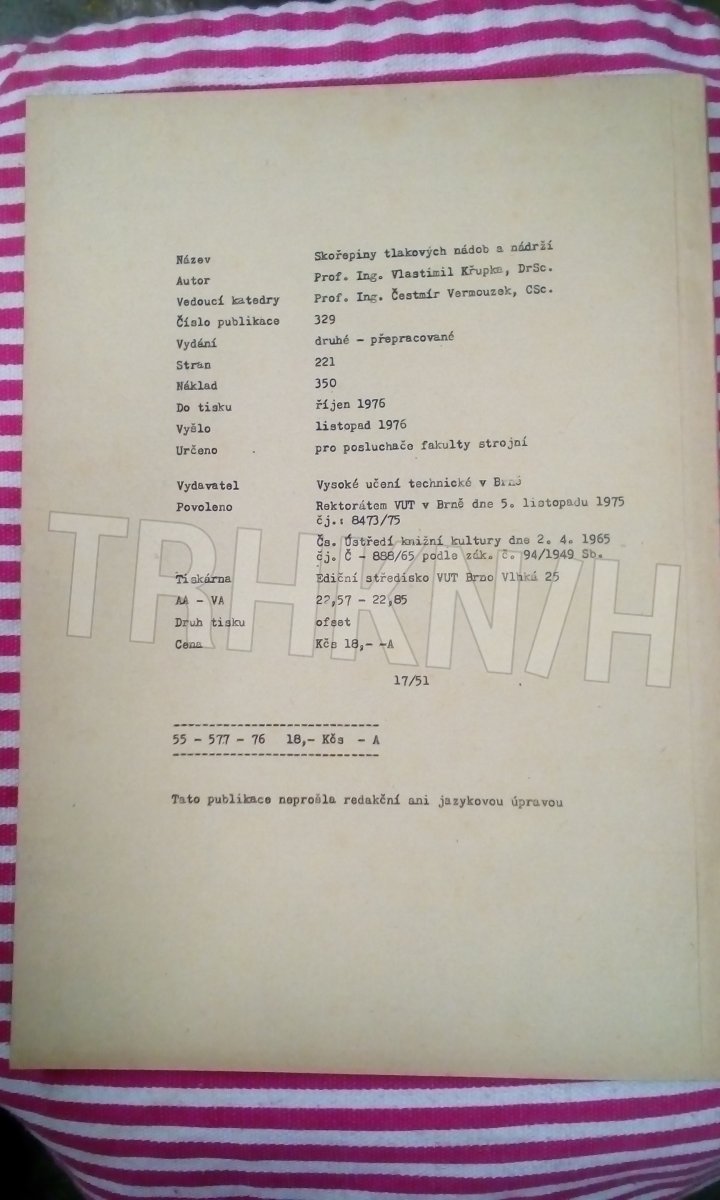 Název Skořepiny tlakových nádob a nádrží
Autor Prof. Ing. Vlastimil Křupka, DrSc.
Vedoucí katedry Prof. Ing. Čestmír Vermouzek, CSc.
Číslo publikace 329
Vydání druhé – přepracované
Stran 221
Náklad 350
Do tisku říjen 1976
Vyšlo listopad 1976
Určeno pro posluchače fakulty strojní
Vydavatel Vysoké učení technické v Brně
Povoleno Rektorátem VUT v Brně dne 5. listopadu 1975
čj.: 8473/75
Čs. Ústředí knižní kultury dne 2. 4. 1965
čj. Č – 888/65 podle zák. č. 94/1949 Sb.
Tiskárna Ediční středisko VUT Brno Vlhká 25
AA – VA 22,57 – 22,85
Druh tisku ofset
Cena Kčs 18,– –A
17/51
55 – 577 – 76 18,– Kčs – A
Tato publikace neprošla redakční ani jazykovou úpravou
TRHKNIH